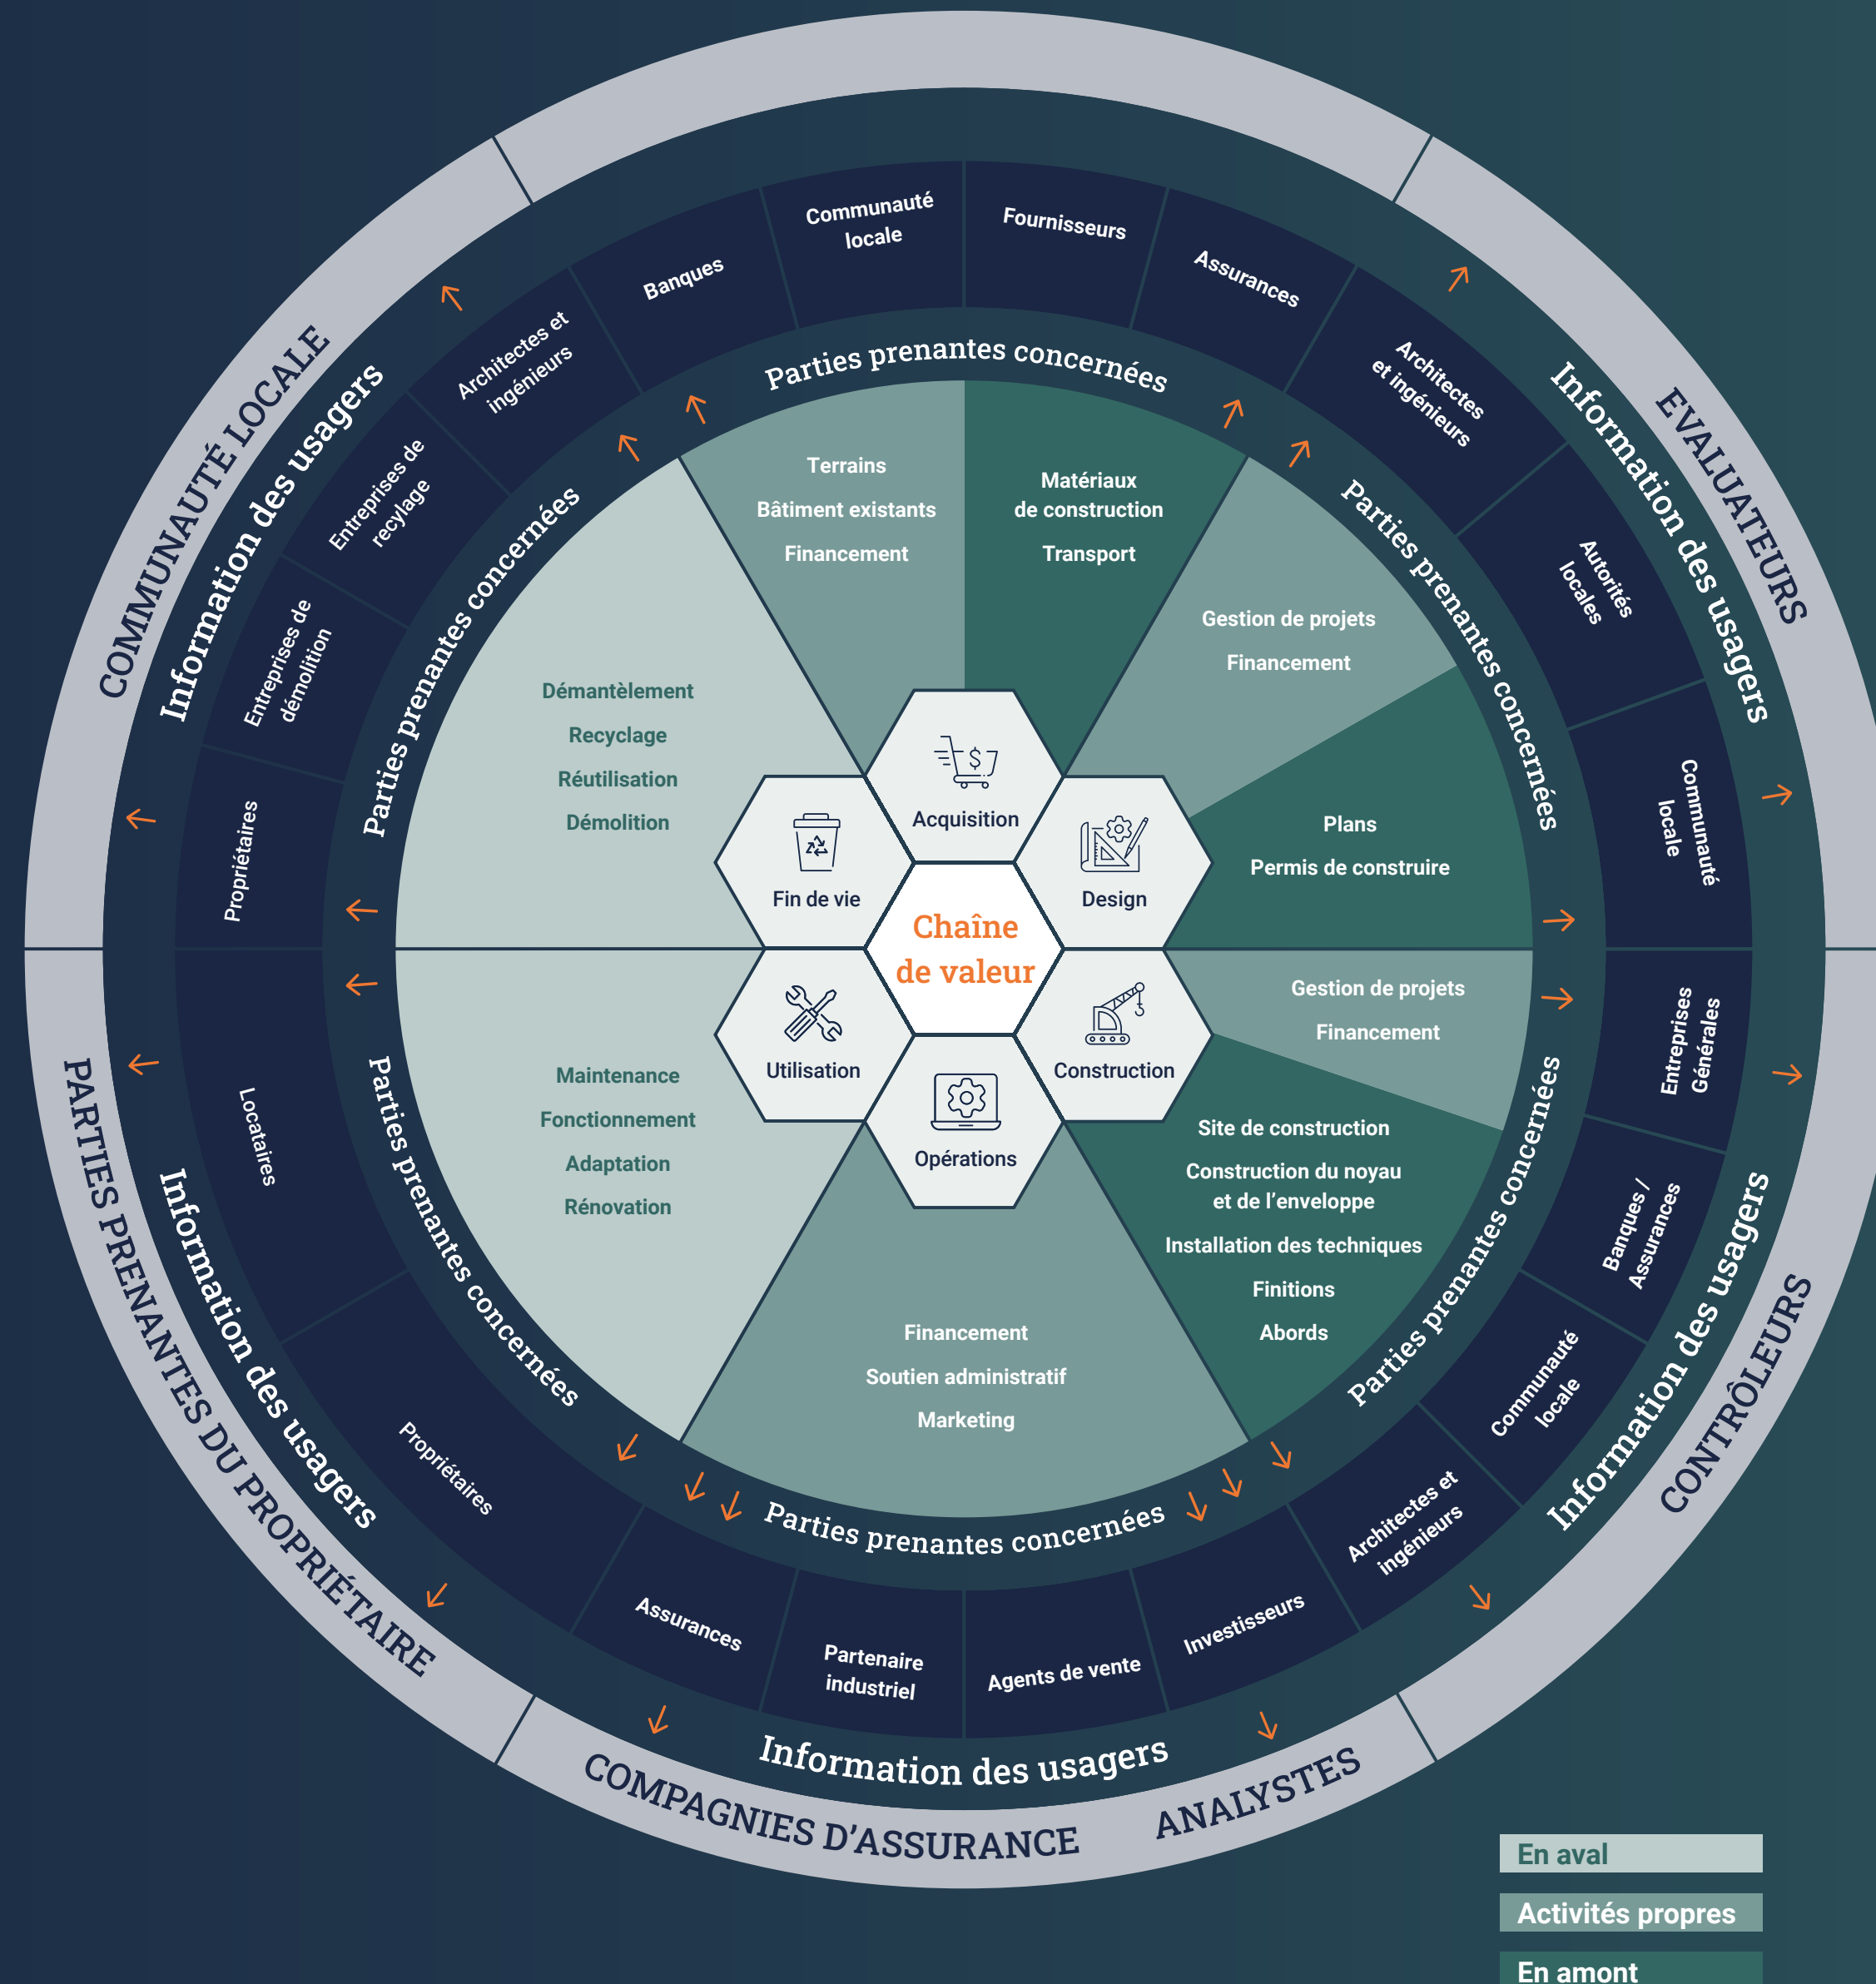 Chaîne
de valeur
Acquisition
Design
Construction
Opérations
Utilisation
Fin de vie
Terrains
Bâtiment existants
Financement
Matériaux
de construction
Transport
Gestion de projets
Financement
Plans
Permis de construire
Gestion de projets
Financement
Site de construction
Construction du noyau
et de l’enveloppe
Installation des techniques
Finitions
Abords
Financement
Soutien administratif
Marketing
Maintenance
Fonctionnement
Adaptation
Rénovation
Démantèlement
Recyclage
Réutilisation
Démolition
Parties prenantes concernées
Parties prenantes concernées
Parties prenantes concernées
Parties prenantes concernées
Parties prenantes concernées
Parties prenantes concernées
Banques
Communauté
locale
Fournisseurs
Assurances
Architectes
et ingénieurs
Autorités
locales
Communauté
locale
Entreprises
Générales
Banques /
Assurances
Communauté
locale
Architectes et
ingénieurs
Investisseurs
Agents de vente
Partenaire
industriel
Assurances
Propriétaires
Locataires
Propriétaires
Entreprises de
démolition
Entreprises de
recylage
Architectes et
ingénieurs
Information des usagers
Information des usagers
Information des usagers
Information des usagers
Information des usagers
EVALUATEURS
CONTRÔLEURS
ANALYSTES
COMPAGNIES D’ASSURANCE
PARTIES PRENANTES DU PROPRIÉTAIRE
COMMUNAUTÉ LOCALE
En aval
Activités propres
En amont